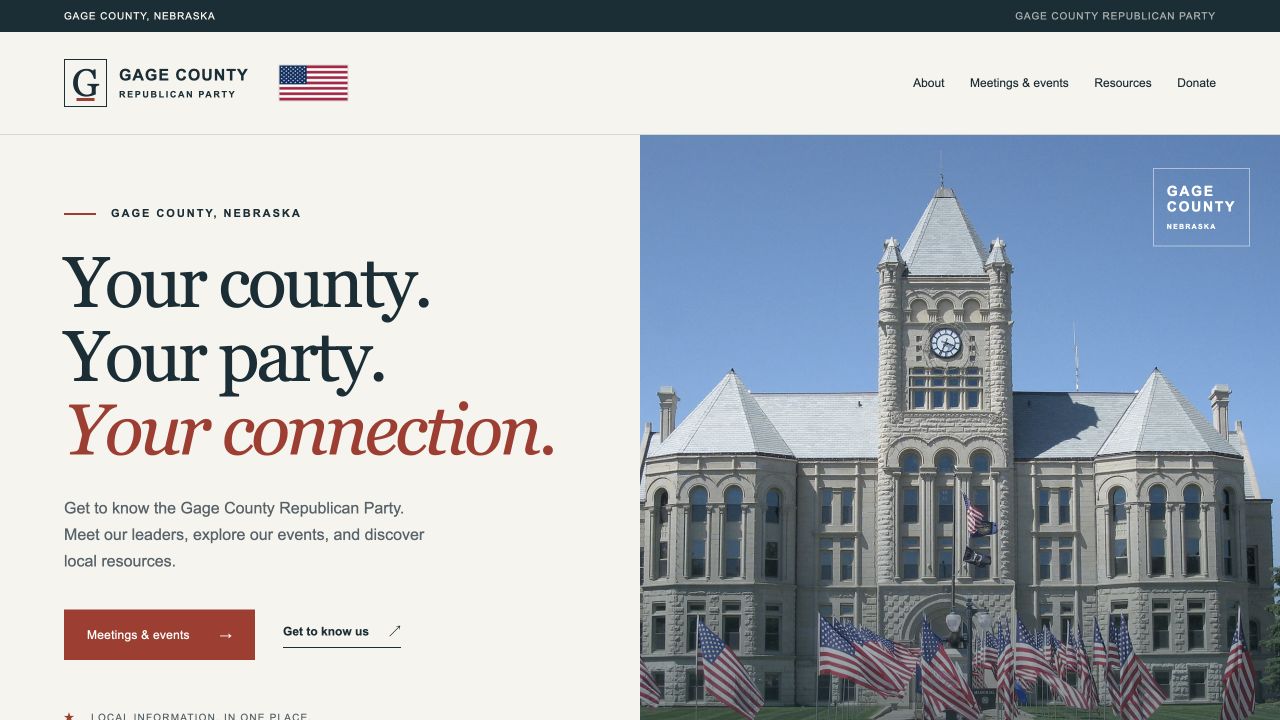 GAGE COUNTY, NEBRASKA
GAGE COUNTY REPUBLICAN PARTY
G
GAGE COUNTY
REPUBLICAN PARTY
About
Meetings & events
Resources
Donate
GAGE COUNTY, NEBRASKA
Your county.
Your party.
Your connection.
Get to know the Gage County Republican Party.
Meet our leaders, explore our events, and discover
local resources.
Meetings & events →
Get to know us ↗
★ LOCAL INFORMATION. IN ONE PLACE.
GAGE
COUNTY
NEBRASKA